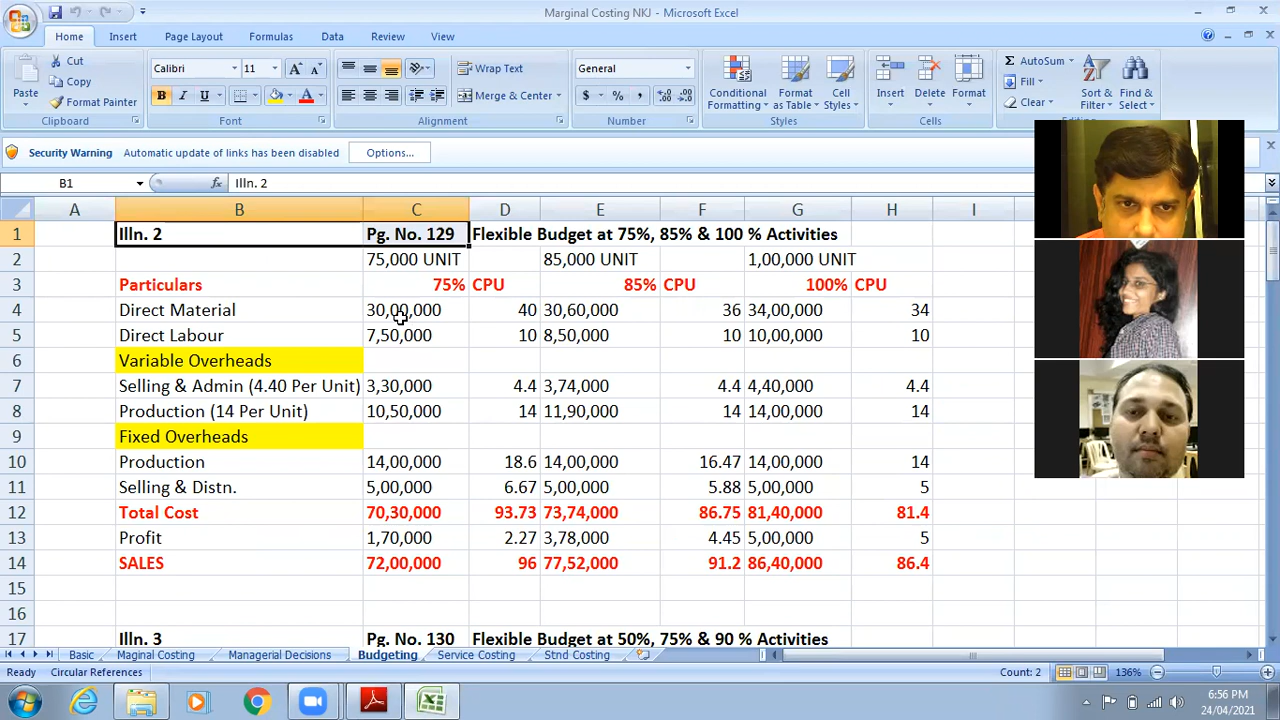 Marginal Costing NKJ - Microsoft Excel
Home Insert Page Layout Formulas Data Review View
Paste
Cut
Copy
Format Painter
Clipboard
Calibri 11
B I U
Font
Wrap Text
Merge & Center
Alignment
General
$ % ,
Number
Conditional Formatting
Format as Table
Cell Styles
Styles
Insert Delete Format
Cells
AutoSum
Fill
Clear
Sort & Filter
Find & Select
Security Warning Automatic update of links has been disabled Options...
B1 fx Illn. 2
A B C D E F G H I
1 Illn. 2 Pg. No. 129 Flexible Budget at 75%, 85% & 100 % Activities
2 75,000 UNIT 85,000 UNIT 1,00,000 UNIT
3 Particulars 75% CPU 85% CPU 100% CPU
4 Direct Material 30,00,000 40 30,60,000 36 34,00,000 34
5 Direct Labour 7,50,000 10 8,50,000 10 10,00,000 10
6 Variable Overheads
7 Selling & Admin (4.40 Per Unit) 3,30,000 4.4 3,74,000 4.4 4,40,000 4.4
8 Production (14 Per Unit) 10,50,000 14 11,90,000 14 14,00,000 14
9 Fixed Overheads
10 Production 14,00,000 18.6 14,00,000 16.47 14,00,000 14
11 Selling & Distn. 5,00,000 6.67 5,00,000 5.88 5,00,000 5
12 Total Cost 70,30,000 93.73 73,74,000 86.75 81,40,000 81.4
13 Profit 1,70,000 2.27 3,78,000 4.45 5,00,000 5
14 SALES 72,00,000 96 77,52,000 91.2 86,40,000 86.4
15
16
17 Illn. 3 Pg. No. 130 Flexible Budget at 50%, 75% & 90 % Activities
Basic Maginal Costing Managerial Decisions Budgeting Service Costing Stnd Costing
Ready Circular References Count: 2 136%
6:56 PM
24/04/2021